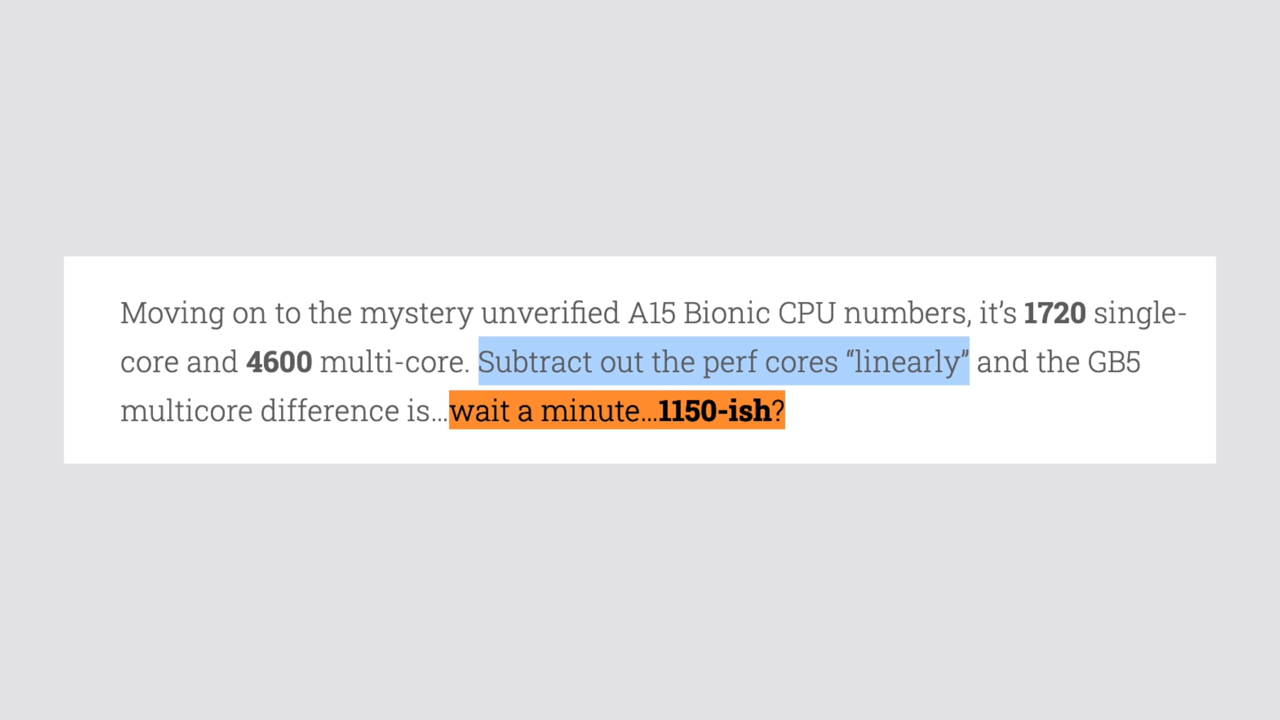 Moving on to the mystery unverified A15 Bionic CPU numbers, it’s 1720 single-
core and 4600 multi-core. Subtract out the perf cores “linearly” and the GB5
multicore difference is…wait a minute…1150-ish?